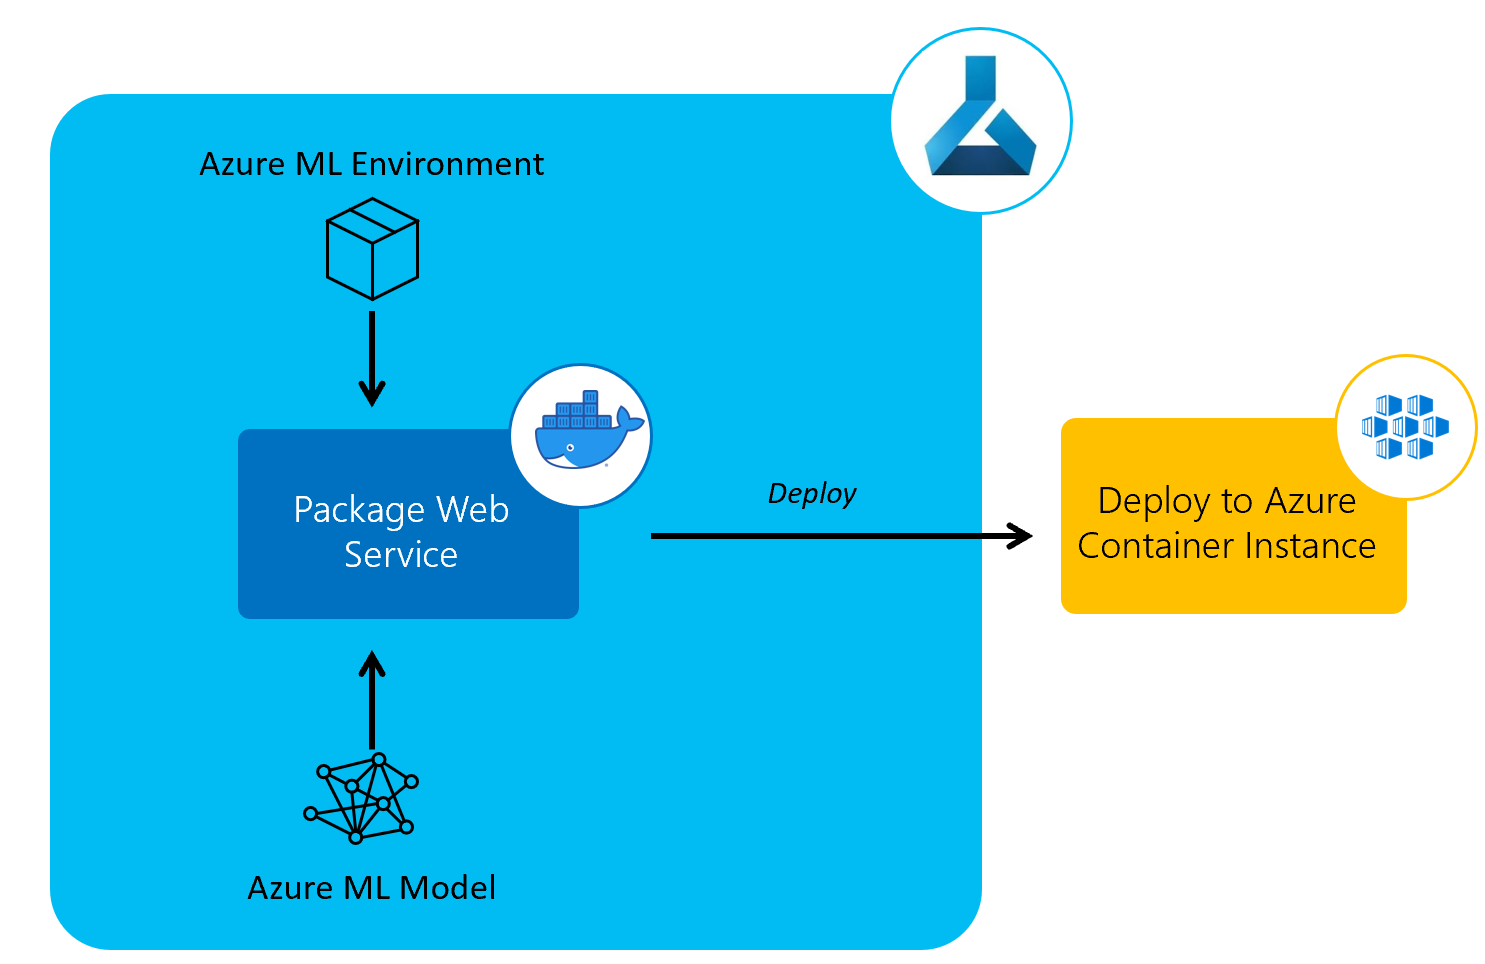 Azure ML Environment
Package Web
Service
Deploy
Deploy to Azure
Container Instance
Azure ML Model